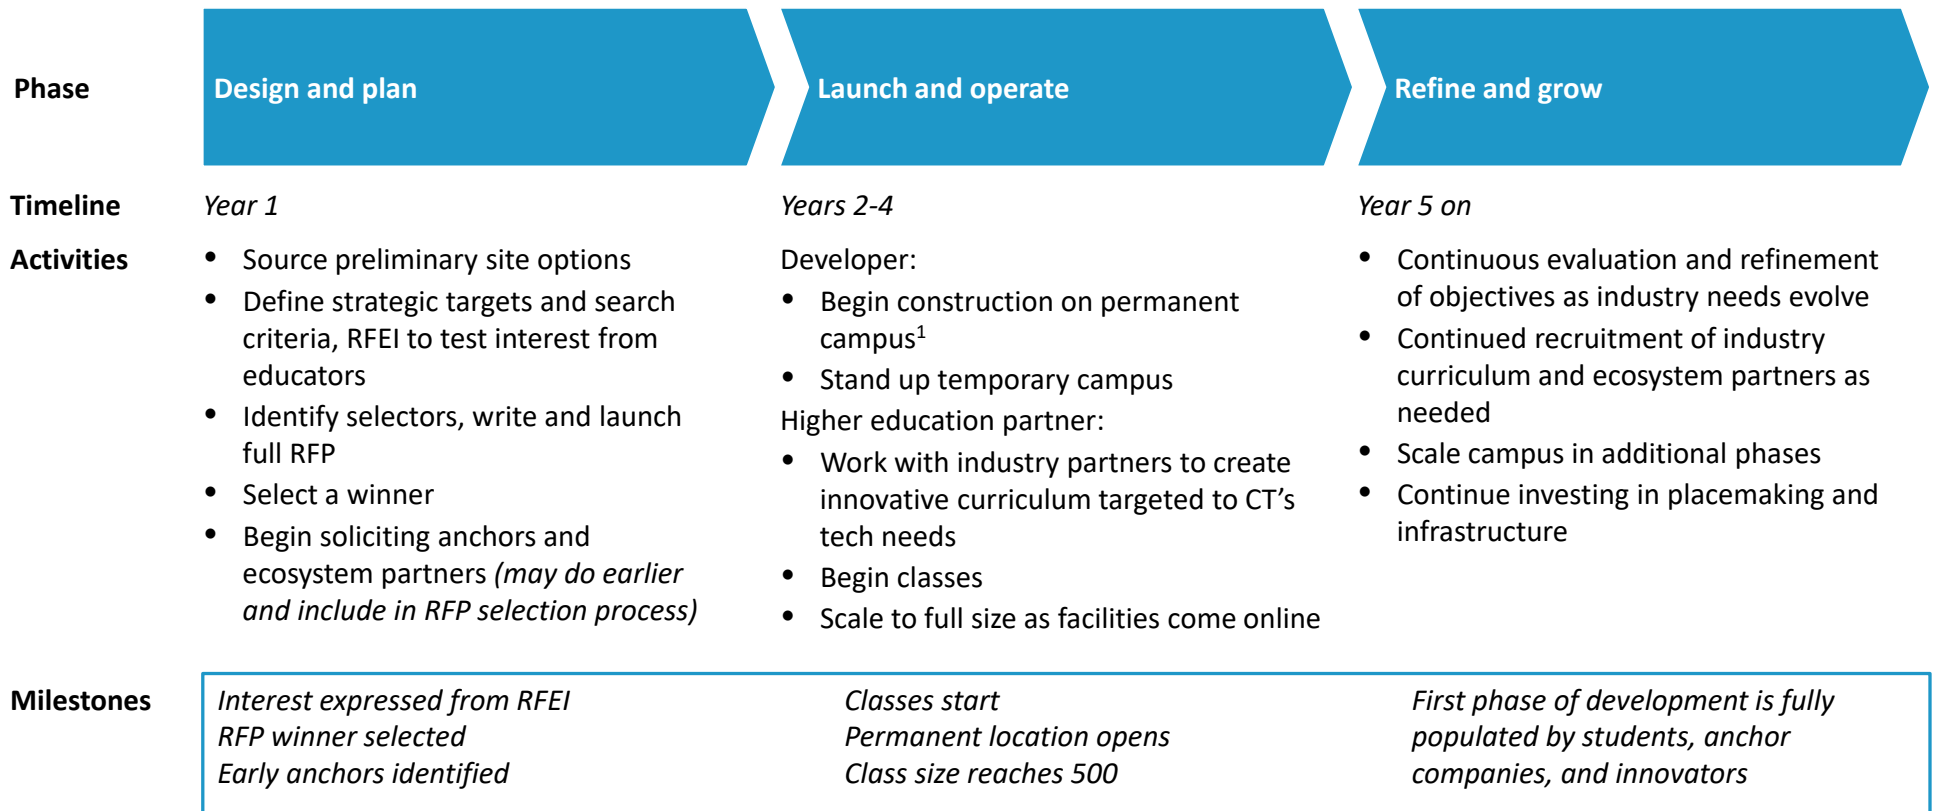 Phase
Design and plan
Launch and operate
Refine and grow
Timeline
Year 1
Years 2-4
Year 5 on
Activities
• Source preliminary site options
• Define strategic targets and search
criteria, RFEI to test interest from
educators
• Identify selectors, write and launch
full RFP
• Select a winner
• Begin soliciting anchors and
ecosystem partners (may do earlier
and include in RFP selection process)
Developer:
• Begin construction on permanent
campus¹
• Stand up temporary campus
Higher education partner:
• Work with industry partners to create
innovative curriculum targeted to CT’s
tech needs
• Begin classes
• Scale to full size as facilities come online
• Continuous evaluation and refinement
of objectives as industry needs evolve
• Continued recruitment of industry
curriculum and ecosystem partners as
needed
• Scale campus in additional phases
• Continue investing in placemaking and
infrastructure
Milestones
Interest expressed from RFEI
RFP winner selected
Early anchors identified
Classes start
Permanent location opens
Class size reaches 500
First phase of development is fully
populated by students, anchor
companies, and innovators